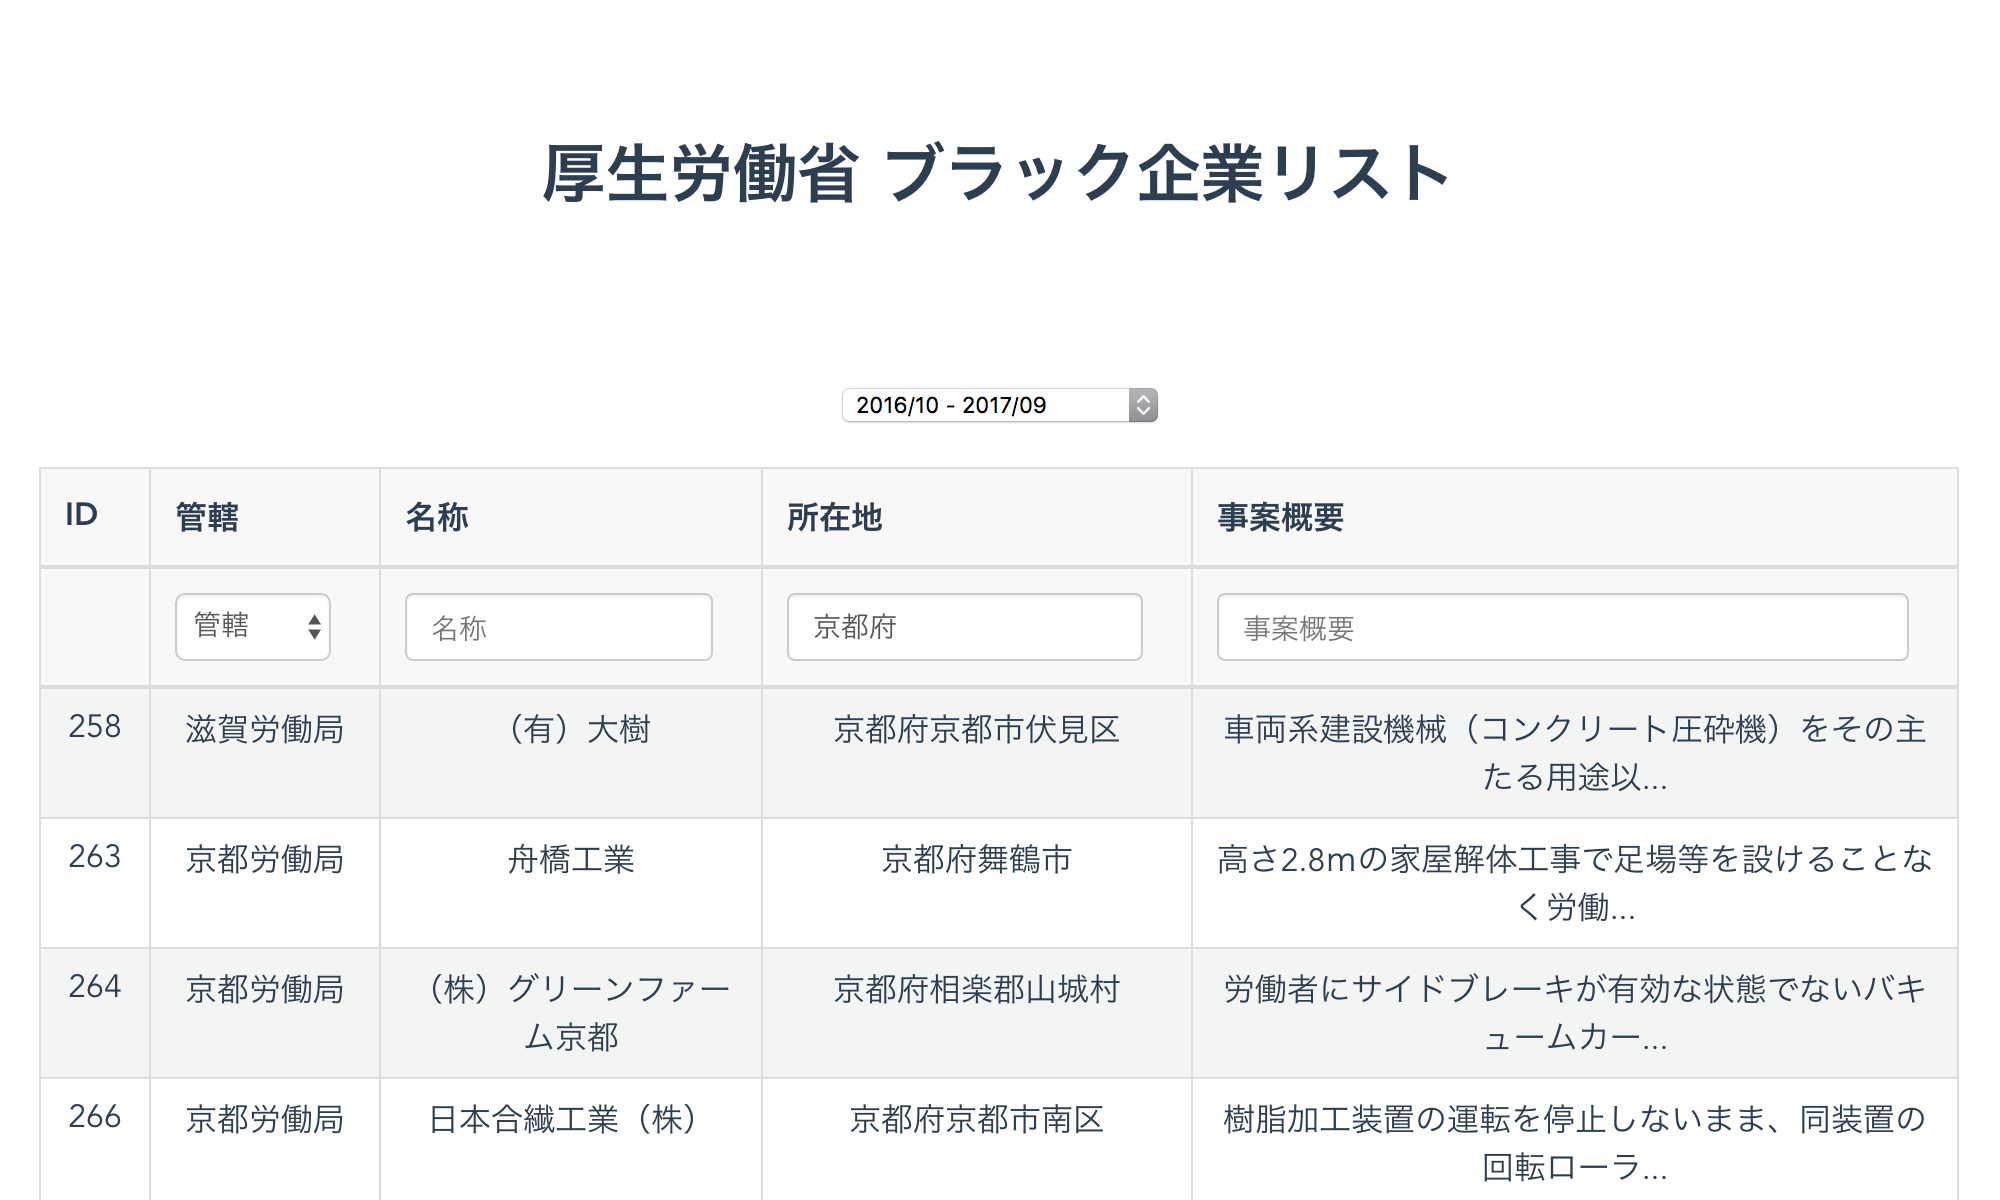 厚生労働省 ブラック企業リスト
2016/10 - 2017/09
ID 管轄 名称 所在地 事案概要
管轄 名称 京都府 事案概要
258 滋賀労働局 （有）大樹 京都府京都市伏見区 車両系建設機械（コンクリート圧砕機）をその主
たる用途以...
263 京都労働局 舟橋工業 京都府舞鶴市 高さ2.8mの家屋解体工事で足場等を設けることな
く労働...
264 京都労働局 （株）グリーンファー 京都府相楽郡山城村 労働者にサイドブレーキが有効な状態でないバキ
ム京都 ュームカー...
266 京都労働局 日本合繊工業（株） 京都府京都市南区 樹脂加工装置の運転を停止しないまま、同装置の
回転ローラ...